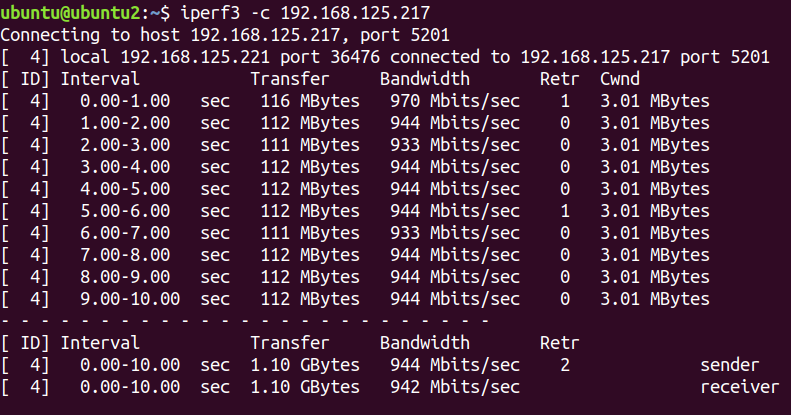 ubuntu@ubuntu2:~$ iperf3 -c 192.168.125.217
Connecting to host 192.168.125.217, port 5201
[  4] local 192.168.125.221 port 36476 connected to 192.168.125.217 port 5201
[ ID] Interval           Transfer     Bandwidth       Retr  Cwnd
[  4]   0.00-1.00   sec   116 MBytes   970 Mbits/sec    1   3.01 MBytes
[  4]   1.00-2.00   sec   112 MBytes   944 Mbits/sec    0   3.01 MBytes
[  4]   2.00-3.00   sec   111 MBytes   933 Mbits/sec    0   3.01 MBytes
[  4]   3.00-4.00   sec   112 MBytes   944 Mbits/sec    0   3.01 MBytes
[  4]   4.00-5.00   sec   112 MBytes   944 Mbits/sec    0   3.01 MBytes
[  4]   5.00-6.00   sec   112 MBytes   944 Mbits/sec    1   3.01 MBytes
[  4]   6.00-7.00   sec   111 MBytes   933 Mbits/sec    0   3.01 MBytes
[  4]   7.00-8.00   sec   112 MBytes   944 Mbits/sec    0   3.01 MBytes
[  4]   8.00-9.00   sec   112 MBytes   944 Mbits/sec    0   3.01 MBytes
[  4]   9.00-10.00  sec   112 MBytes   944 Mbits/sec    0   3.01 MBytes
- - - - - - - - - - - - - - - - - - - - - - - - -
[ ID] Interval           Transfer     Bandwidth       Retr
[  4]   0.00-10.00  sec  1.10 GBytes   944 Mbits/sec    2             sender
[  4]   0.00-10.00  sec  1.10 GBytes   942 Mbits/sec                  receiver